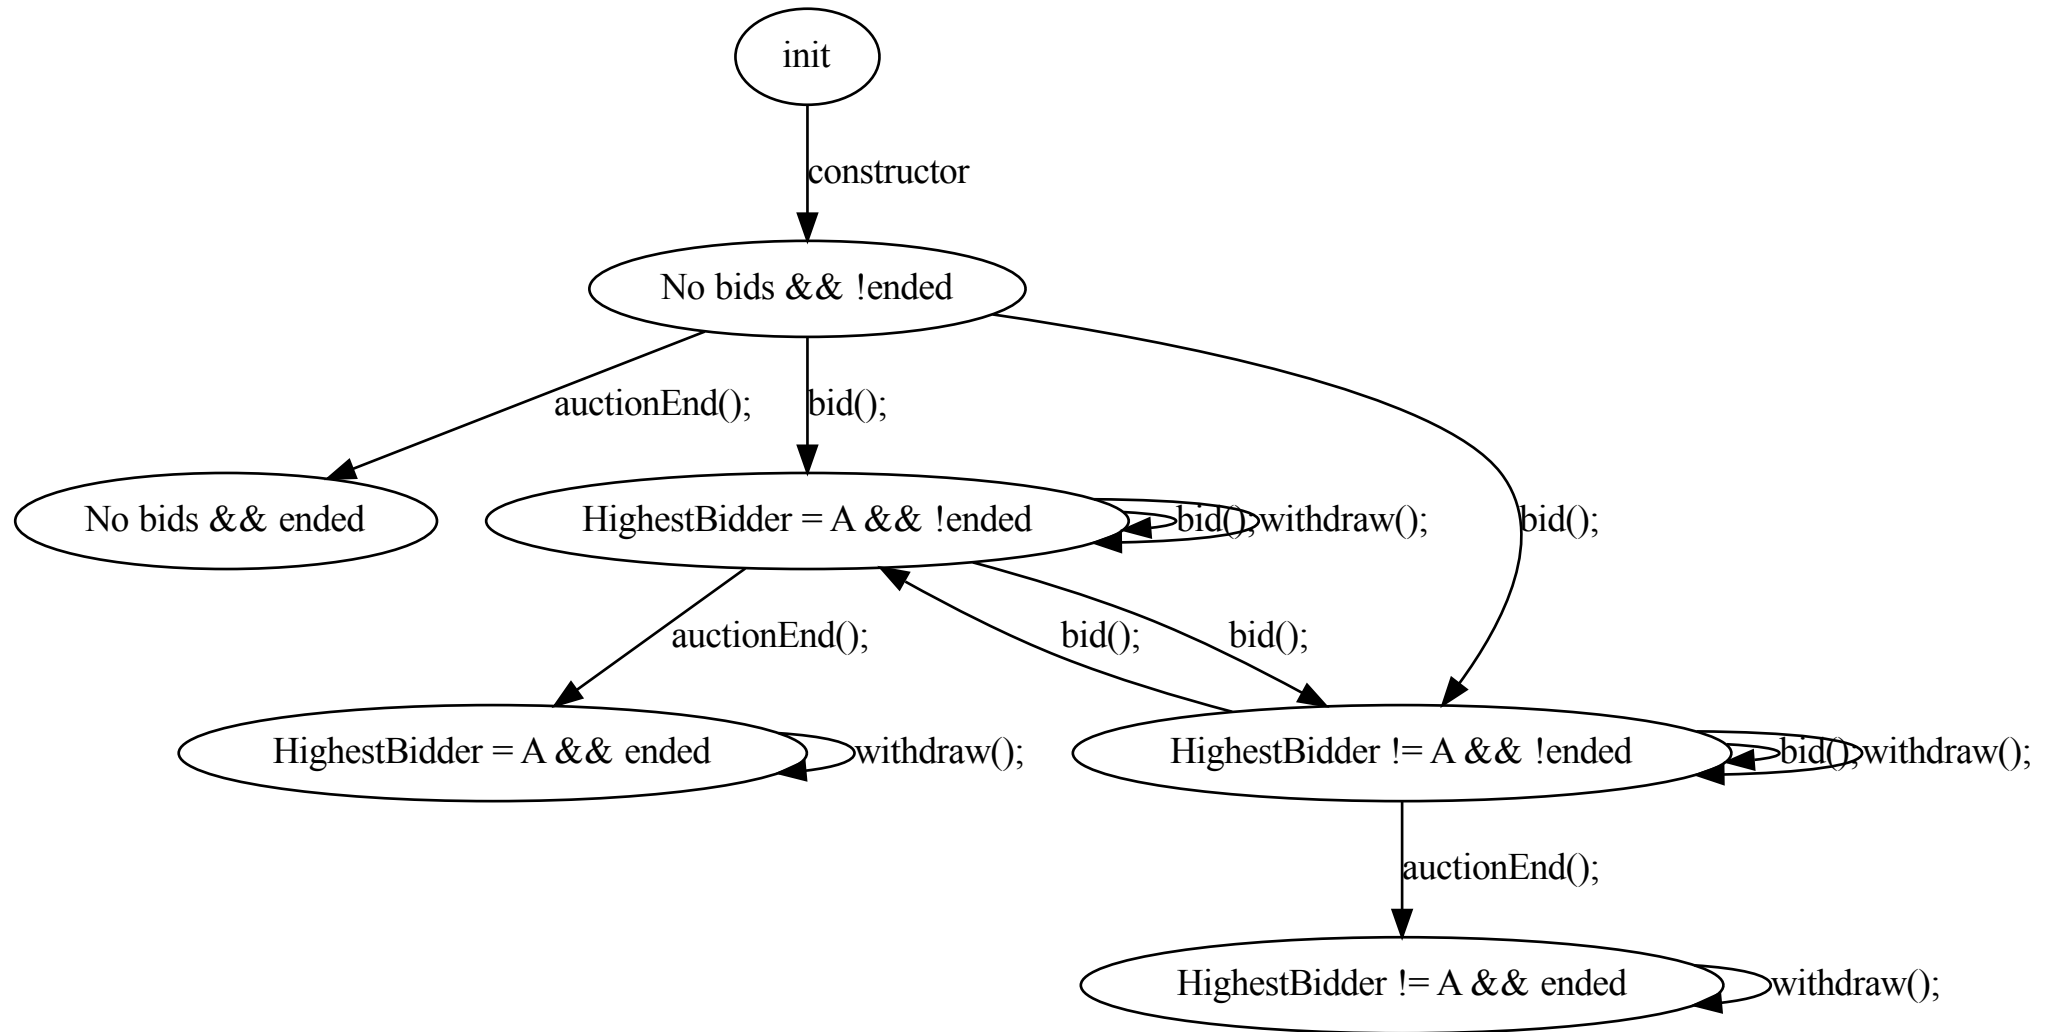 init
constructor
No bids && !ended
auctionEnd();
bid();
No bids && ended
HighestBidder = A && !ended
bid();
withdraw();
bid();
auctionEnd();
bid();
bid();
HighestBidder = A && ended
withdraw();
HighestBidder != A && !ended
bid();
withdraw();
auctionEnd();
HighestBidder != A && ended
withdraw();